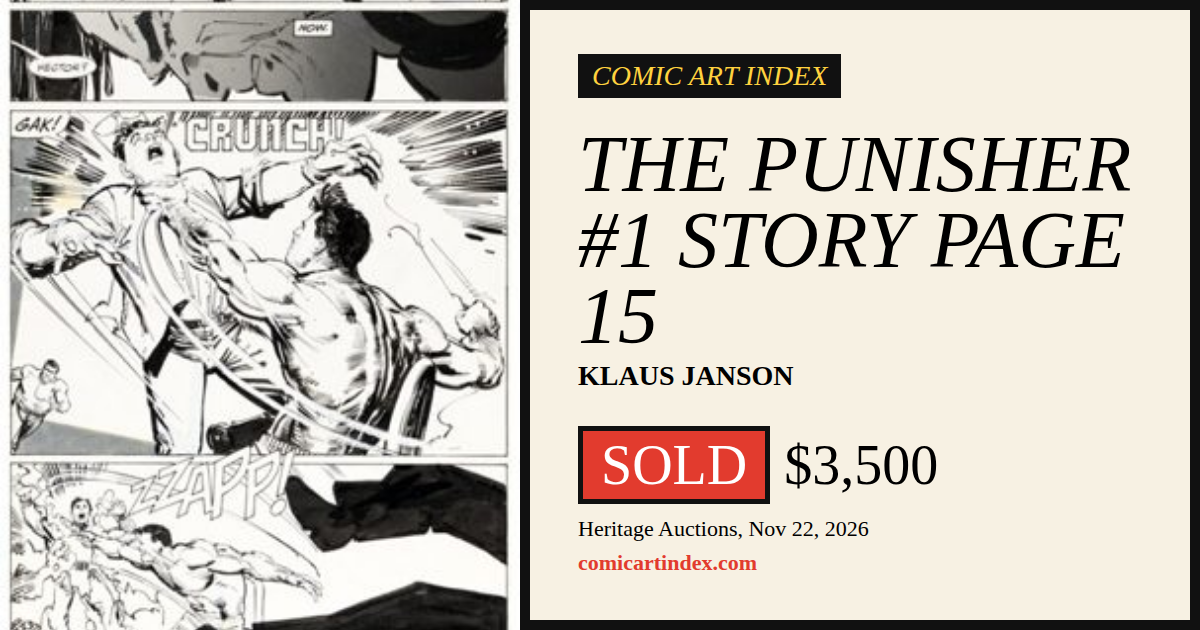 NOW.
HECTOR?
GAK!
CRUNCH!
ZZZAPP!
COMIC ART INDEX
THE PUNISHER
#1 STORY PAGE
15
KLAUS JANSON
SOLD $3,500
Heritage Auctions, Nov 22, 2026
comicartindex.com